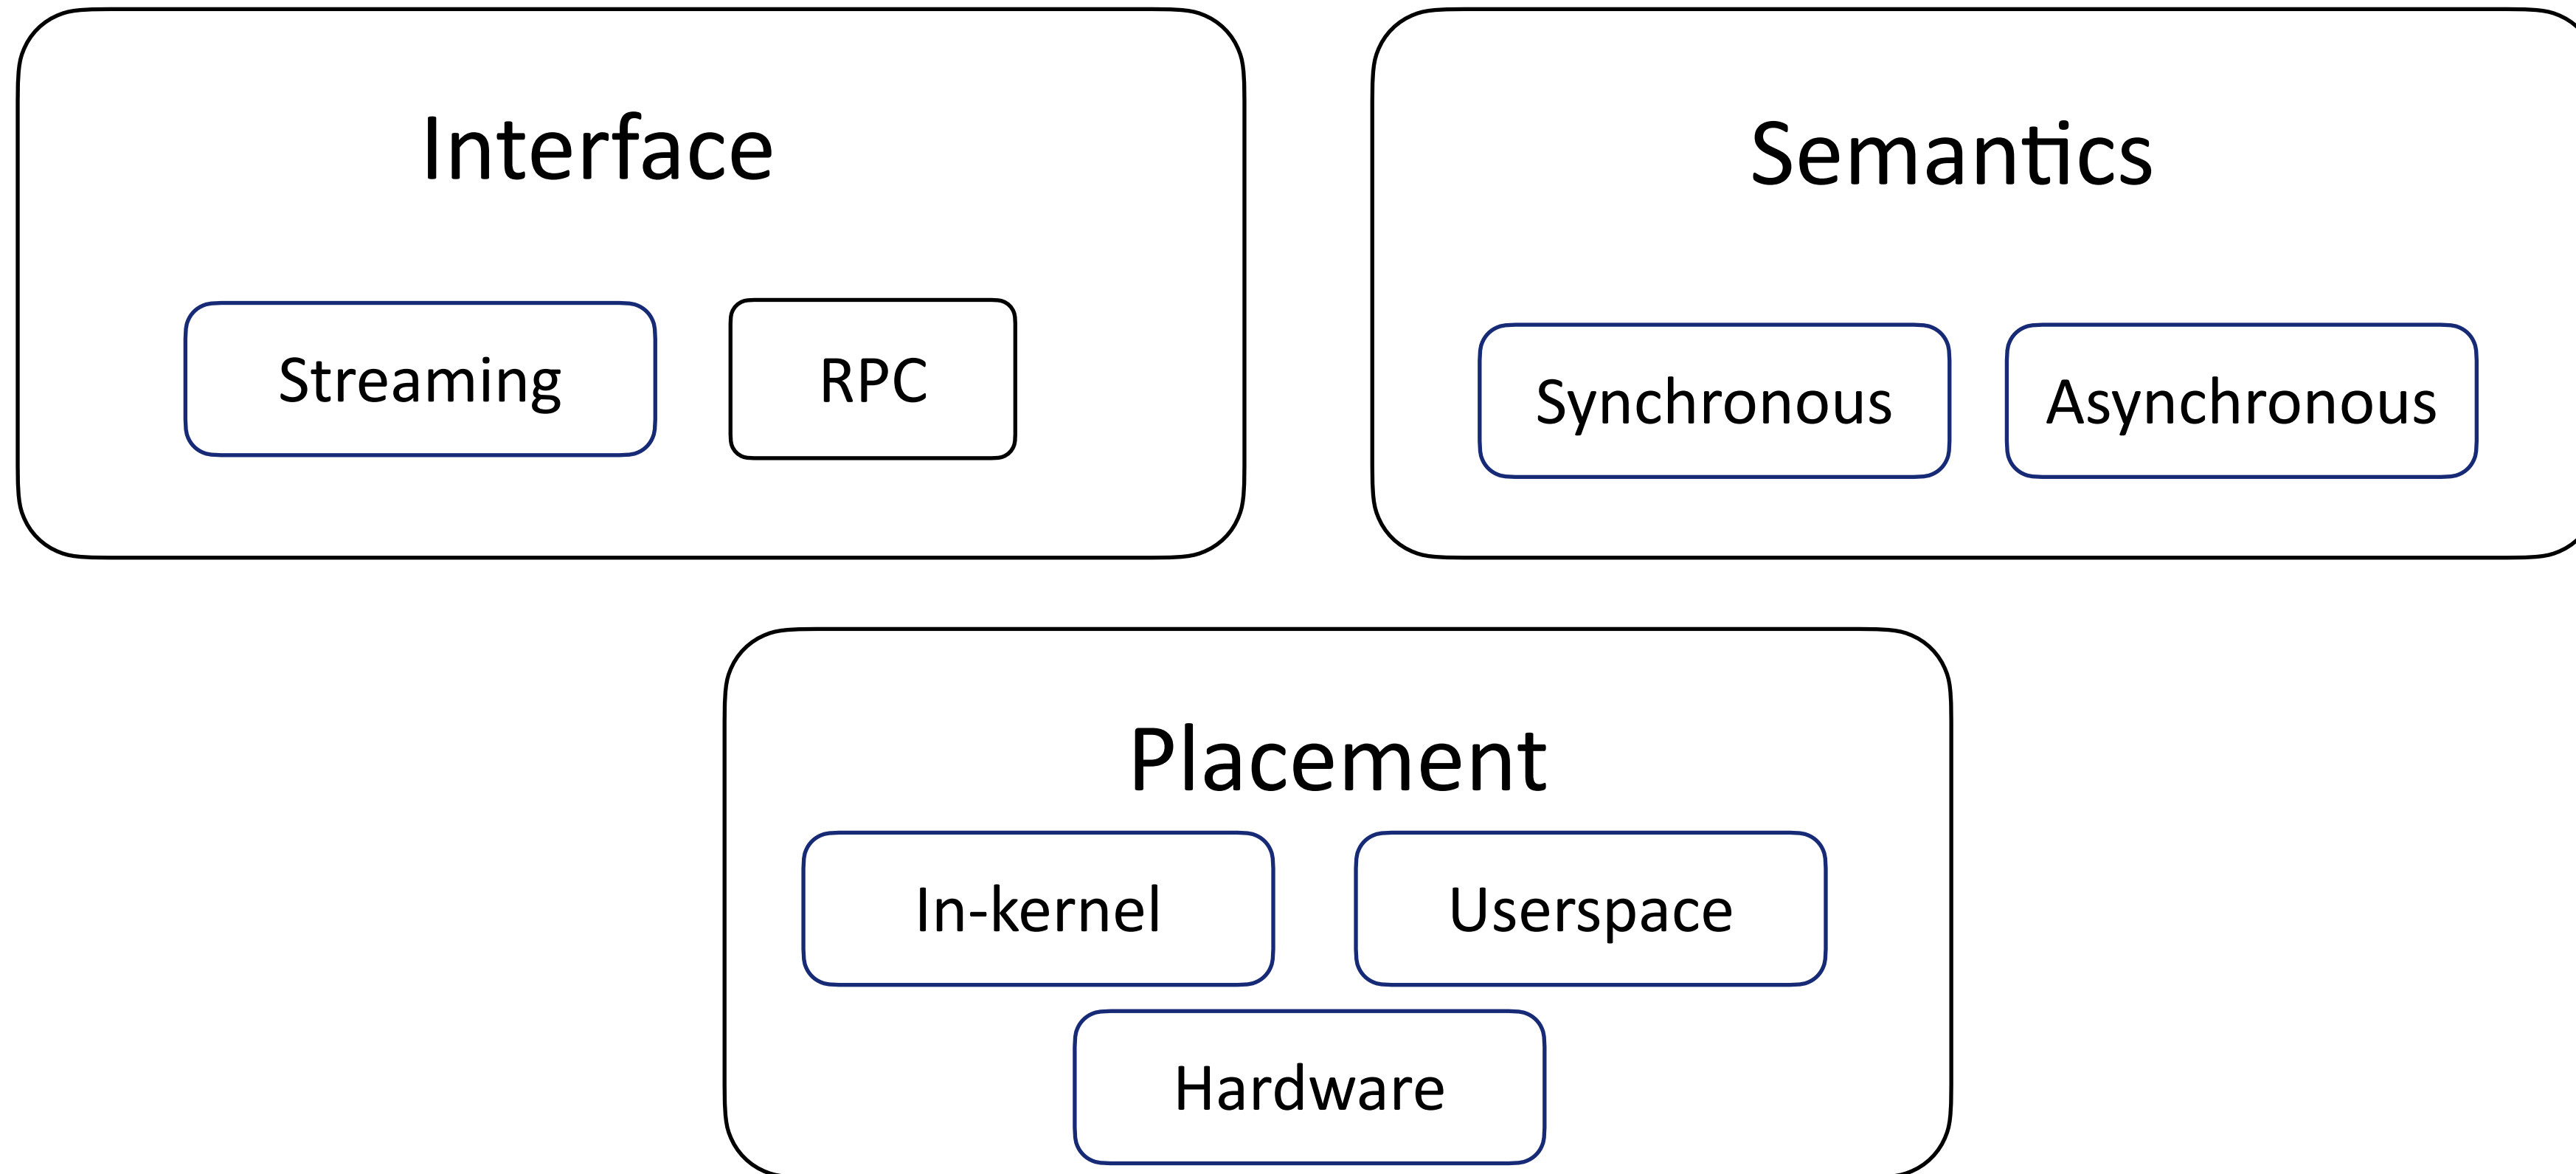 Interface
Streaming
RPC
Semantics
Synchronous
Asynchronous
Placement
In-kernel
Userspace
Hardware